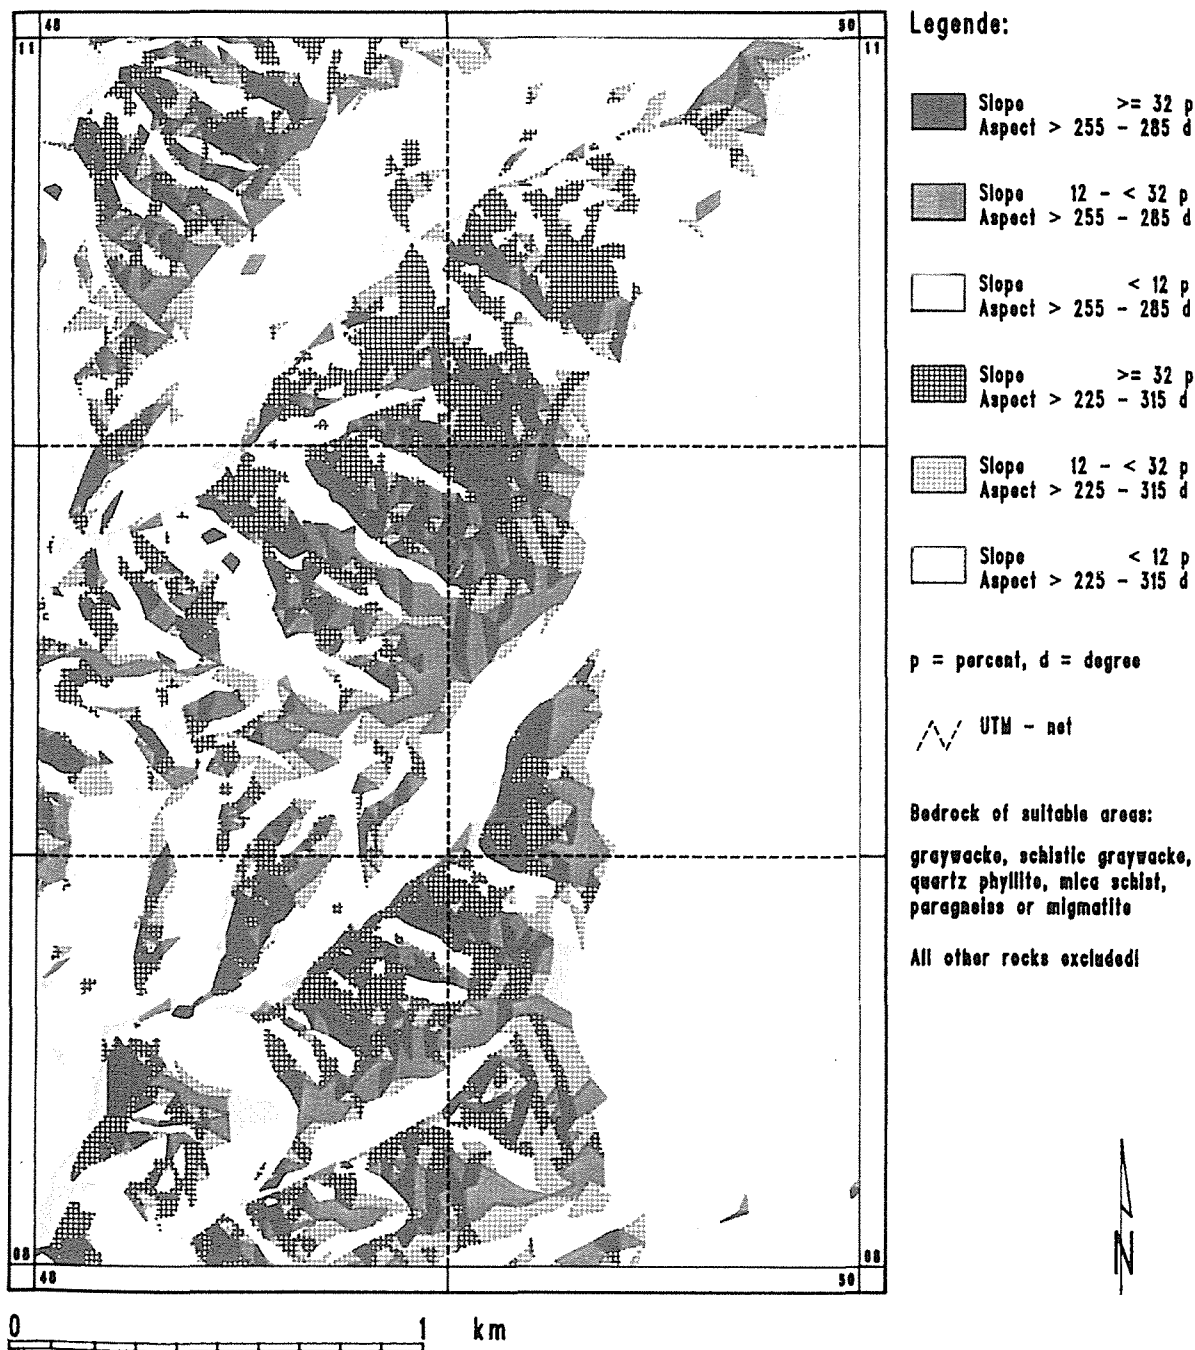 48
50
11
11
Legende:
Slope >= 32 p
Aspect > 255 - 285 d
Slope 12 - < 32 p
Aspect > 255 - 285 d
Slope < 12 p
Aspect > 255 - 285 d
Slope >= 32 p
Aspect > 225 - 315 d
Slope 12 - < 32 p
Aspect > 225 - 315 d
Slope < 12 p
Aspect > 225 - 315 d
p = percent, d = degree
UTM - net
Bedrock of suitable areas:
graywacke, schistic graywacke,
quartz phyllite, mica schist,
paragneiss or migmatite
All other rocks excluded!
08
08
48
50
N
0 1 km